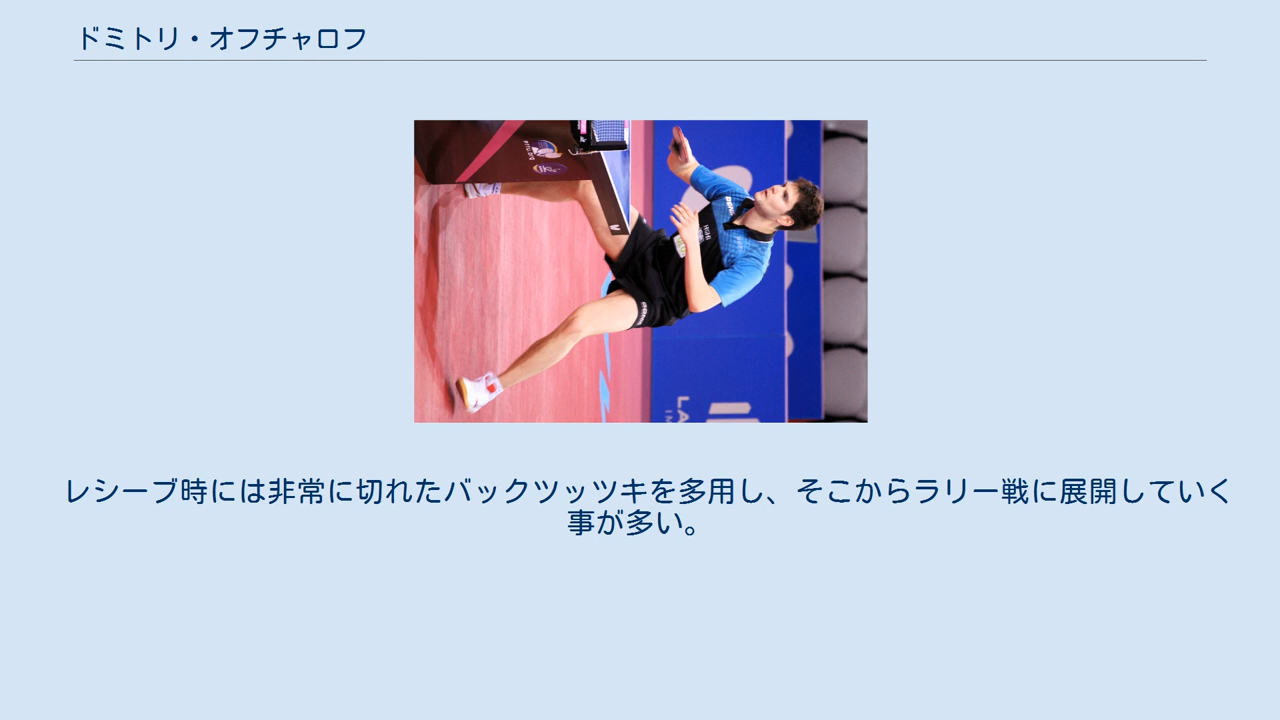 ドミトリ・オフチャロフ
レシーブ時には非常に切れたバックツッツキを多用し、そこからラリー戦に展開していく
事が多い。